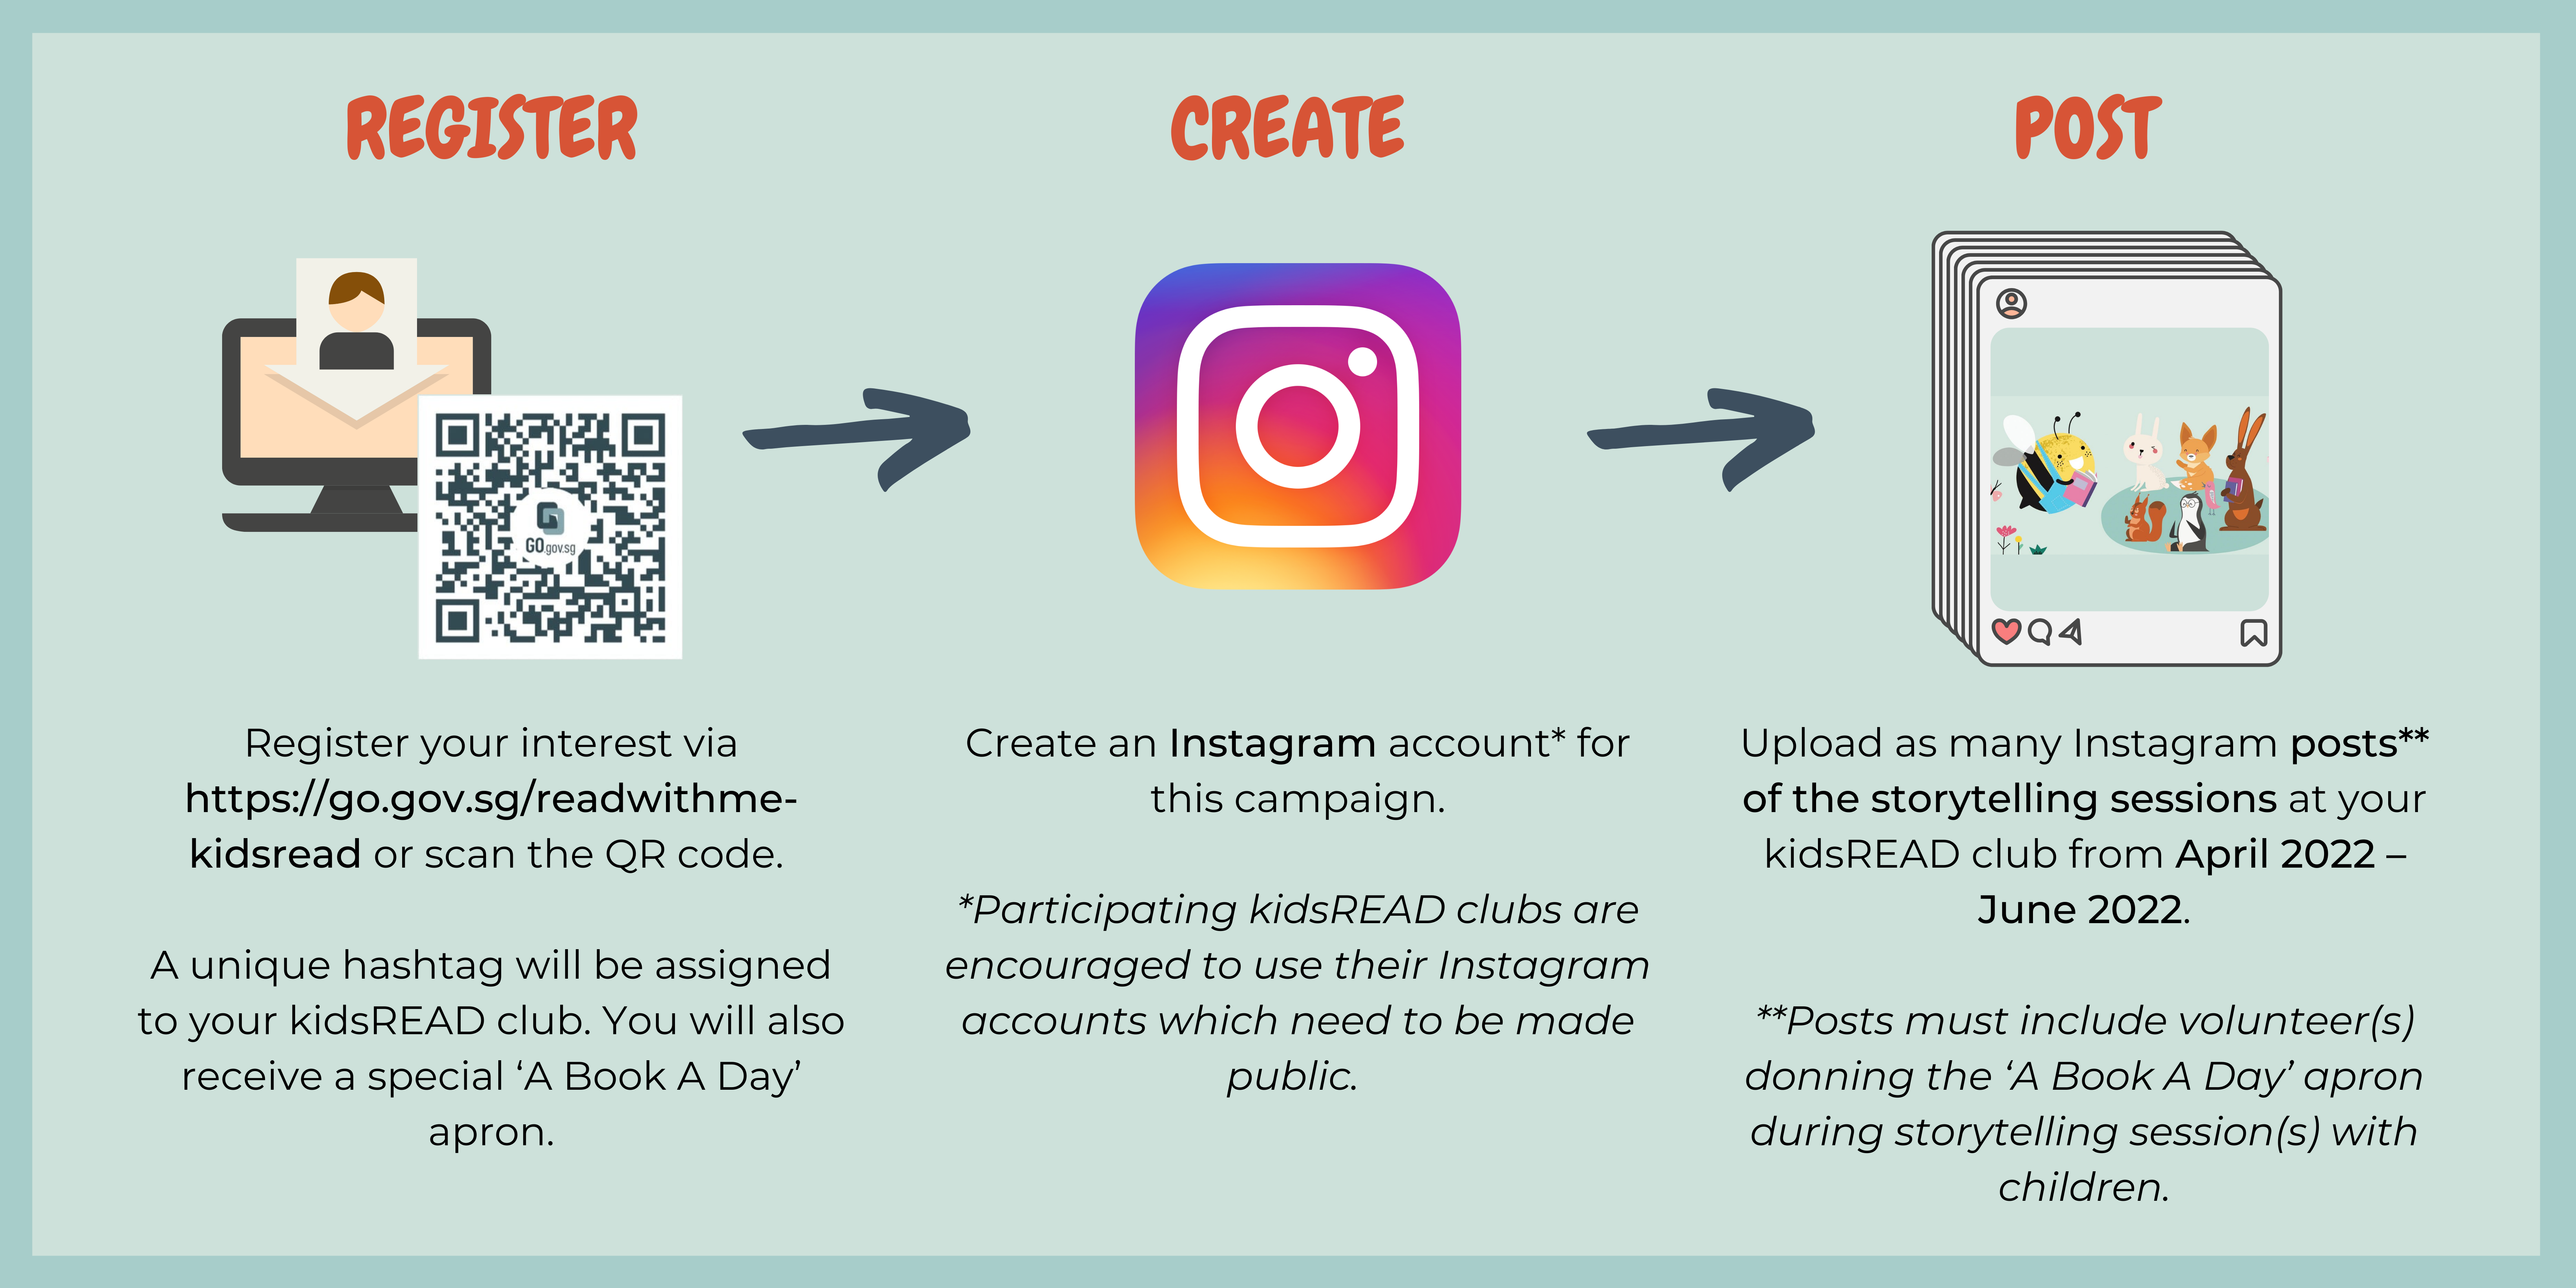 REGISTER
GO.gov.sg
Register your interest via
https://go.gov.sg/readwithme-
kidsread or scan the QR code.
A unique hashtag will be assigned
to your kidsREAD club. You will also
receive a special ‘A Book A Day’
apron.
CREATE
Create an Instagram account* for
this campaign.
*Participating kidsREAD clubs are
encouraged to use their Instagram
accounts which need to be made
public.
POST
Upload as many Instagram posts**
of the storytelling sessions at your
kidsREAD club from April 2022 –
June 2022.
**Posts must include volunteer(s)
donning the ‘A Book A Day’ apron
during storytelling session(s) with
children.